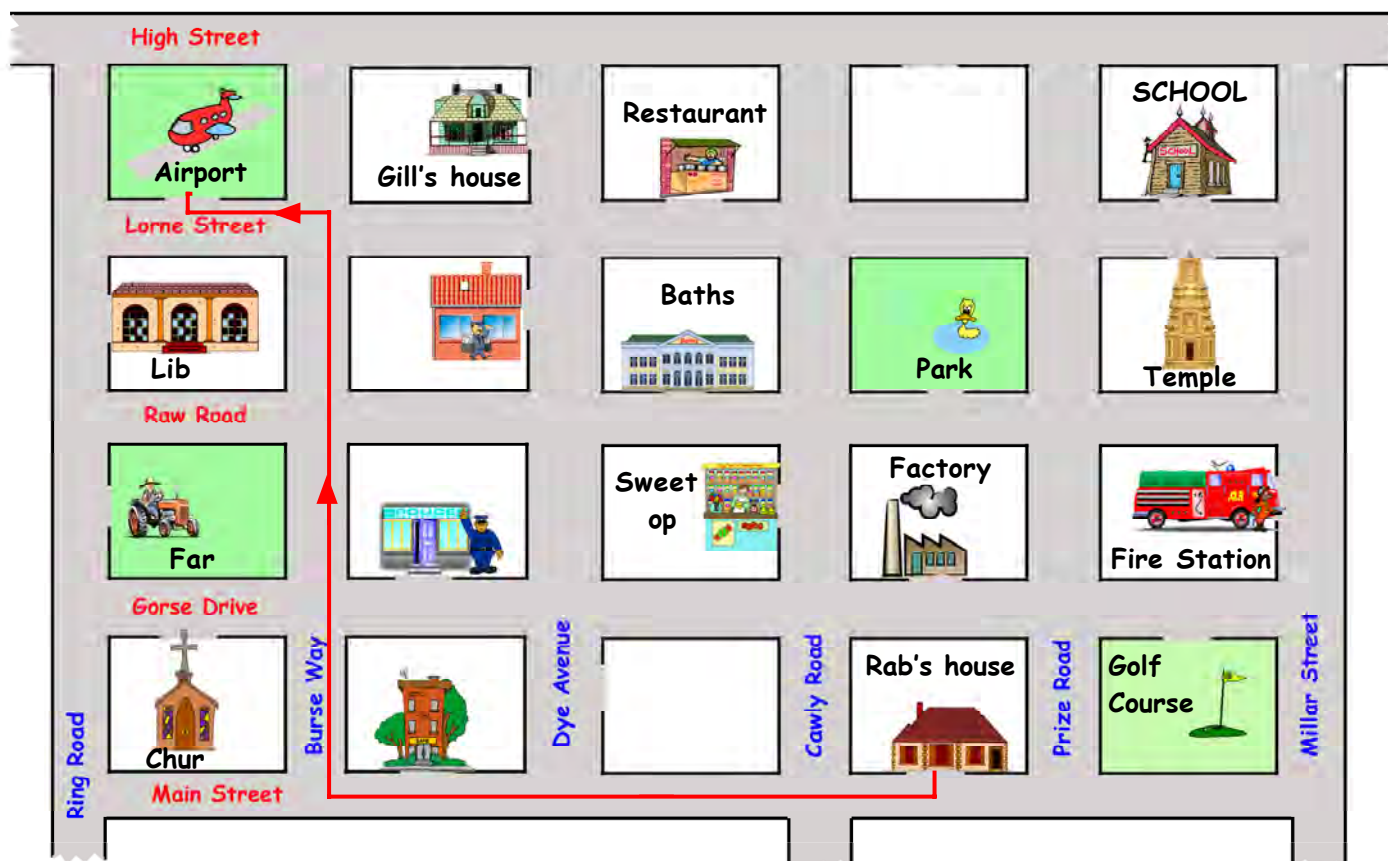 High Street
Airport
Gill's house
Restaurant
SCHOOL
SCHOOL
Lorne Street
Lib
Baths
Park
Temple
Raw Road
Far
Sweet
op
Factory
Fire Station
Gorse Drive
Chur
Rab's house
Golf
Course
Ring Road
Burse Way
Dye Avenue
Cawly Road
Prize Road
Millar Street
Main Street